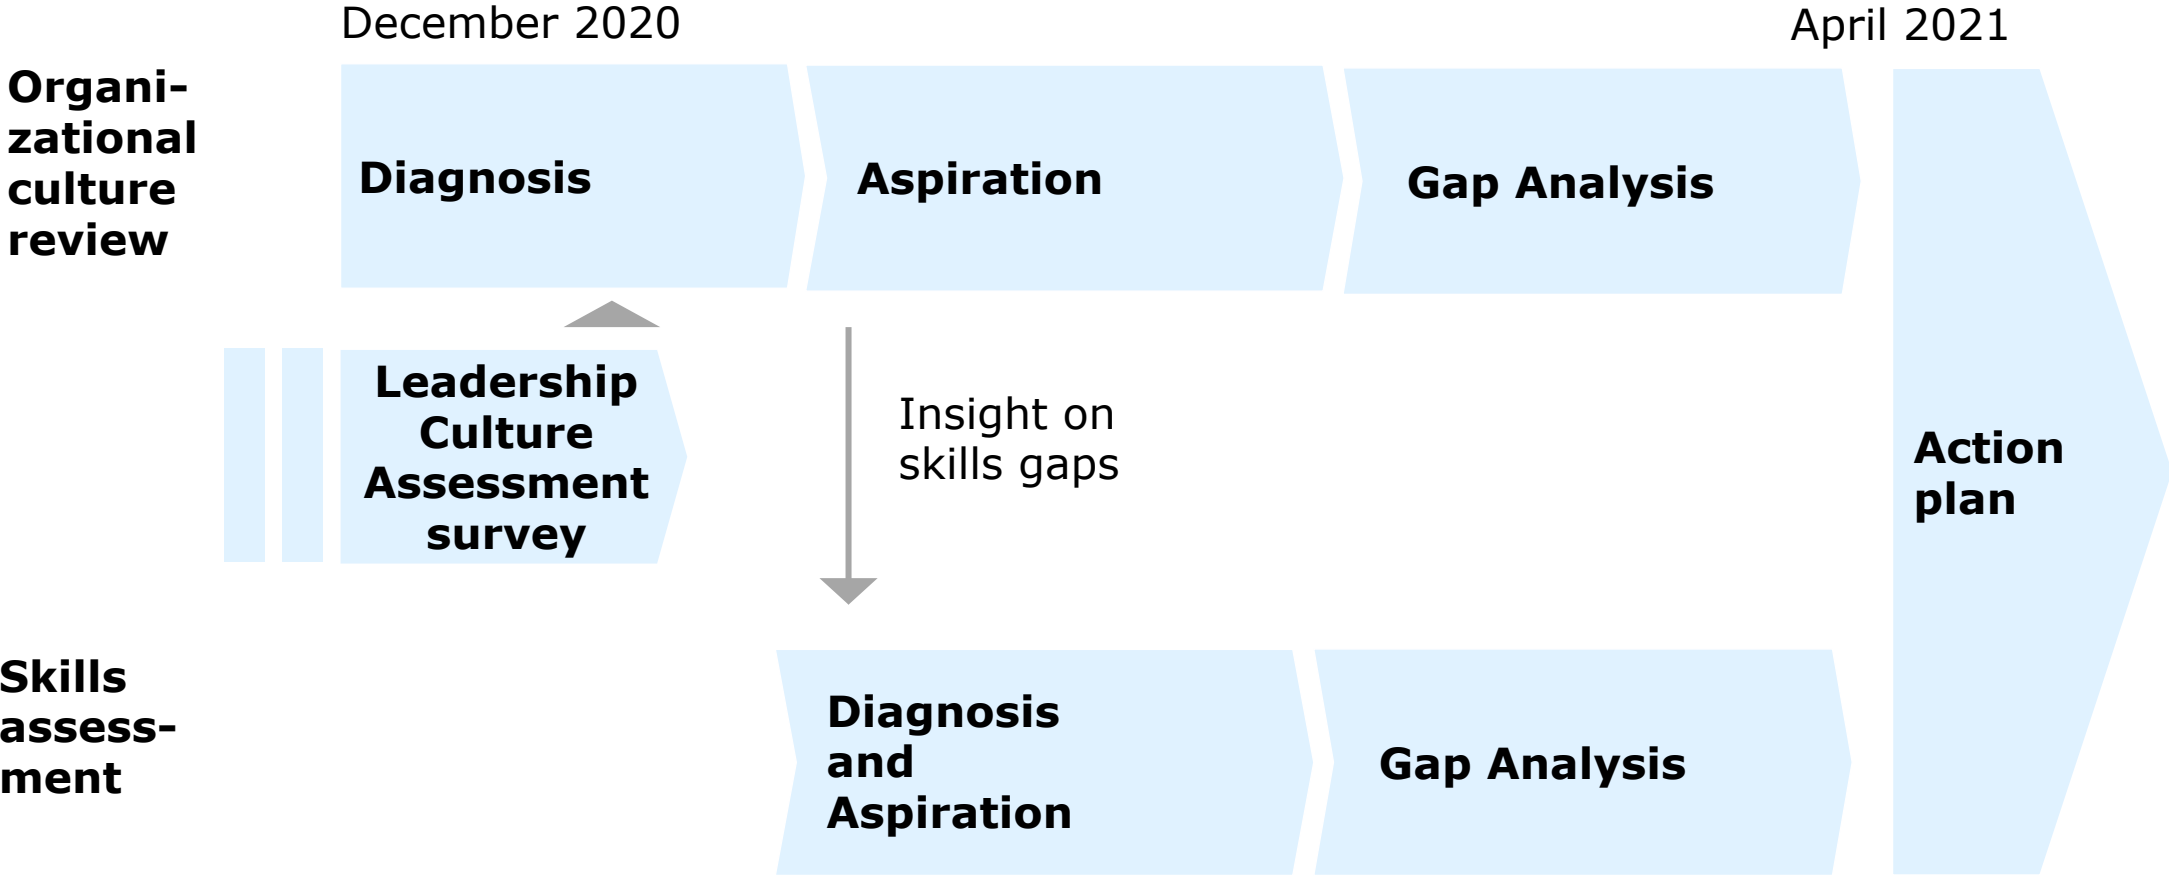 December 2020
April 2021
Organi-
zational
culture
review
Diagnosis
Aspiration
Gap Analysis
Leadership
Culture
Assessment
survey
Insight on
skills gaps
Action
plan
Skills
assess-
ment
Diagnosis
and
Aspiration
Gap Analysis